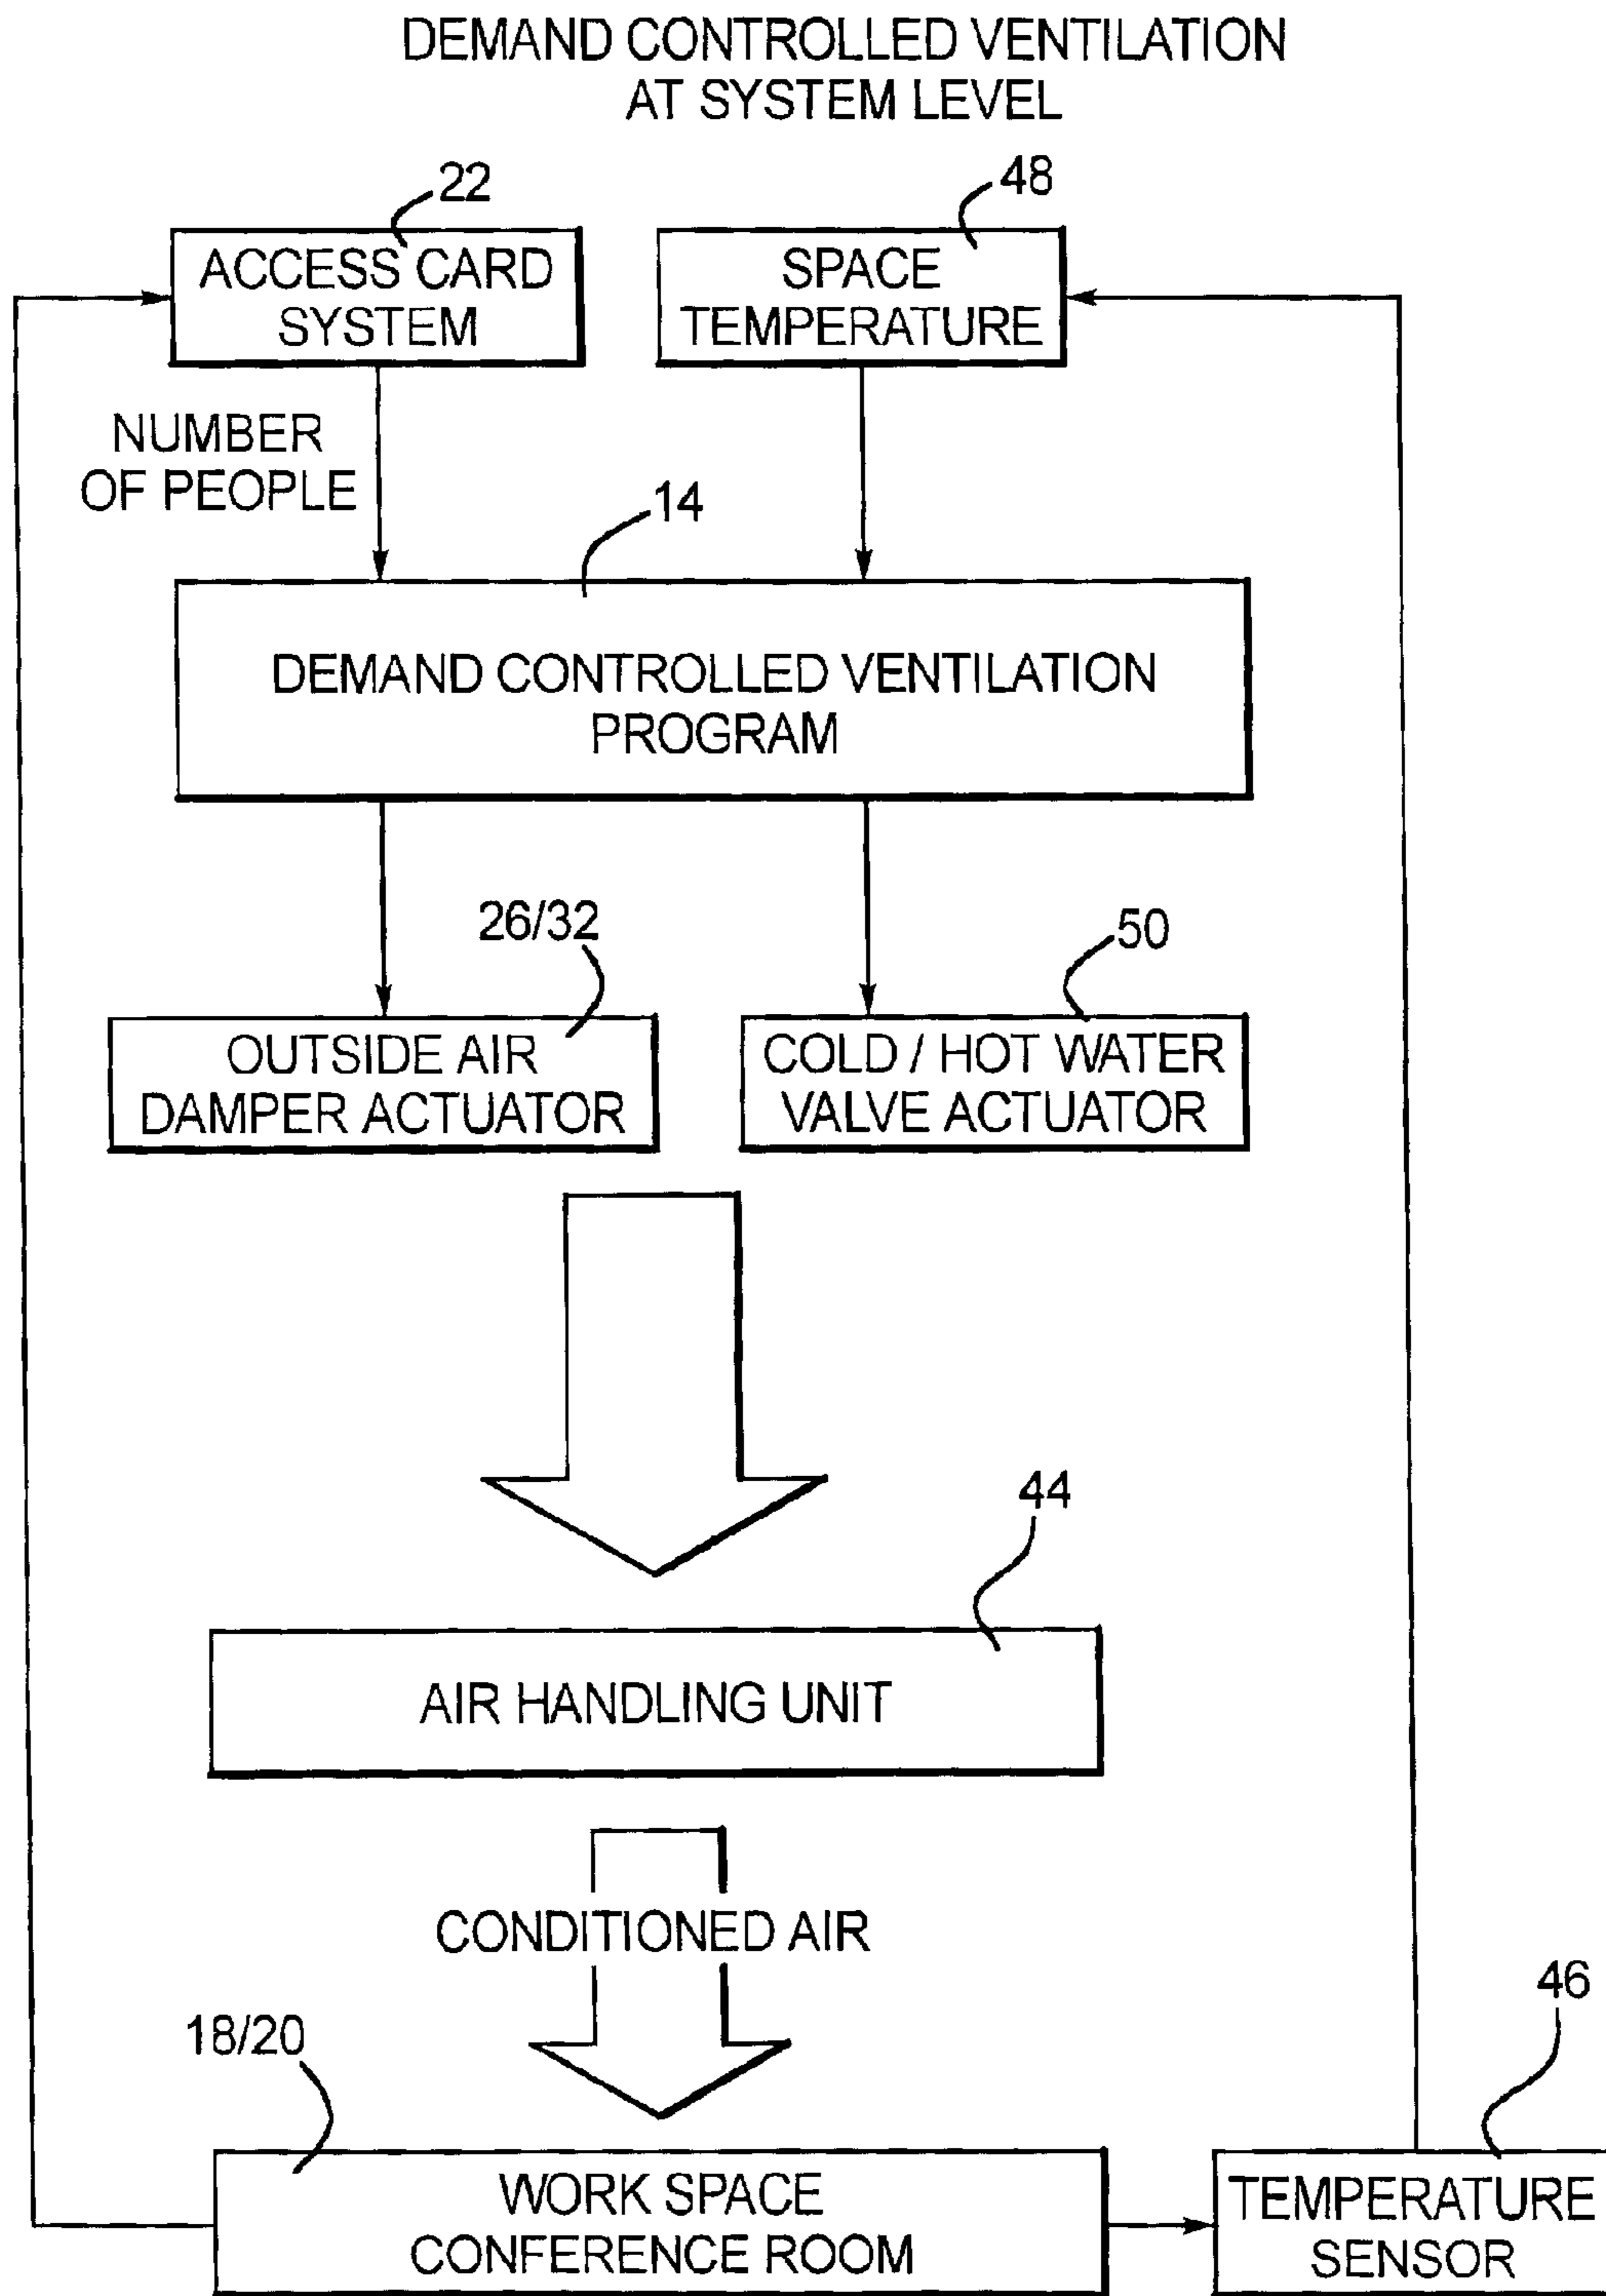 DEMAND CONTROLLED VENTILATION
AT SYSTEM LEVEL
22
48
ACCESS CARD
SYSTEM
SPACE
TEMPERATURE
NUMBER
OF PEOPLE
14
DEMAND CONTROLLED VENTILATION
PROGRAM
26/32
50
OUTSIDE AIR
DAMPER ACTUATOR
COLD / HOT WATER
VALVE ACTUATOR
44
AIR HANDLING UNIT
CONDITIONED AIR
46
18/20
WORK SPACE
CONFERENCE ROOM
TEMPERATURE
SENSOR